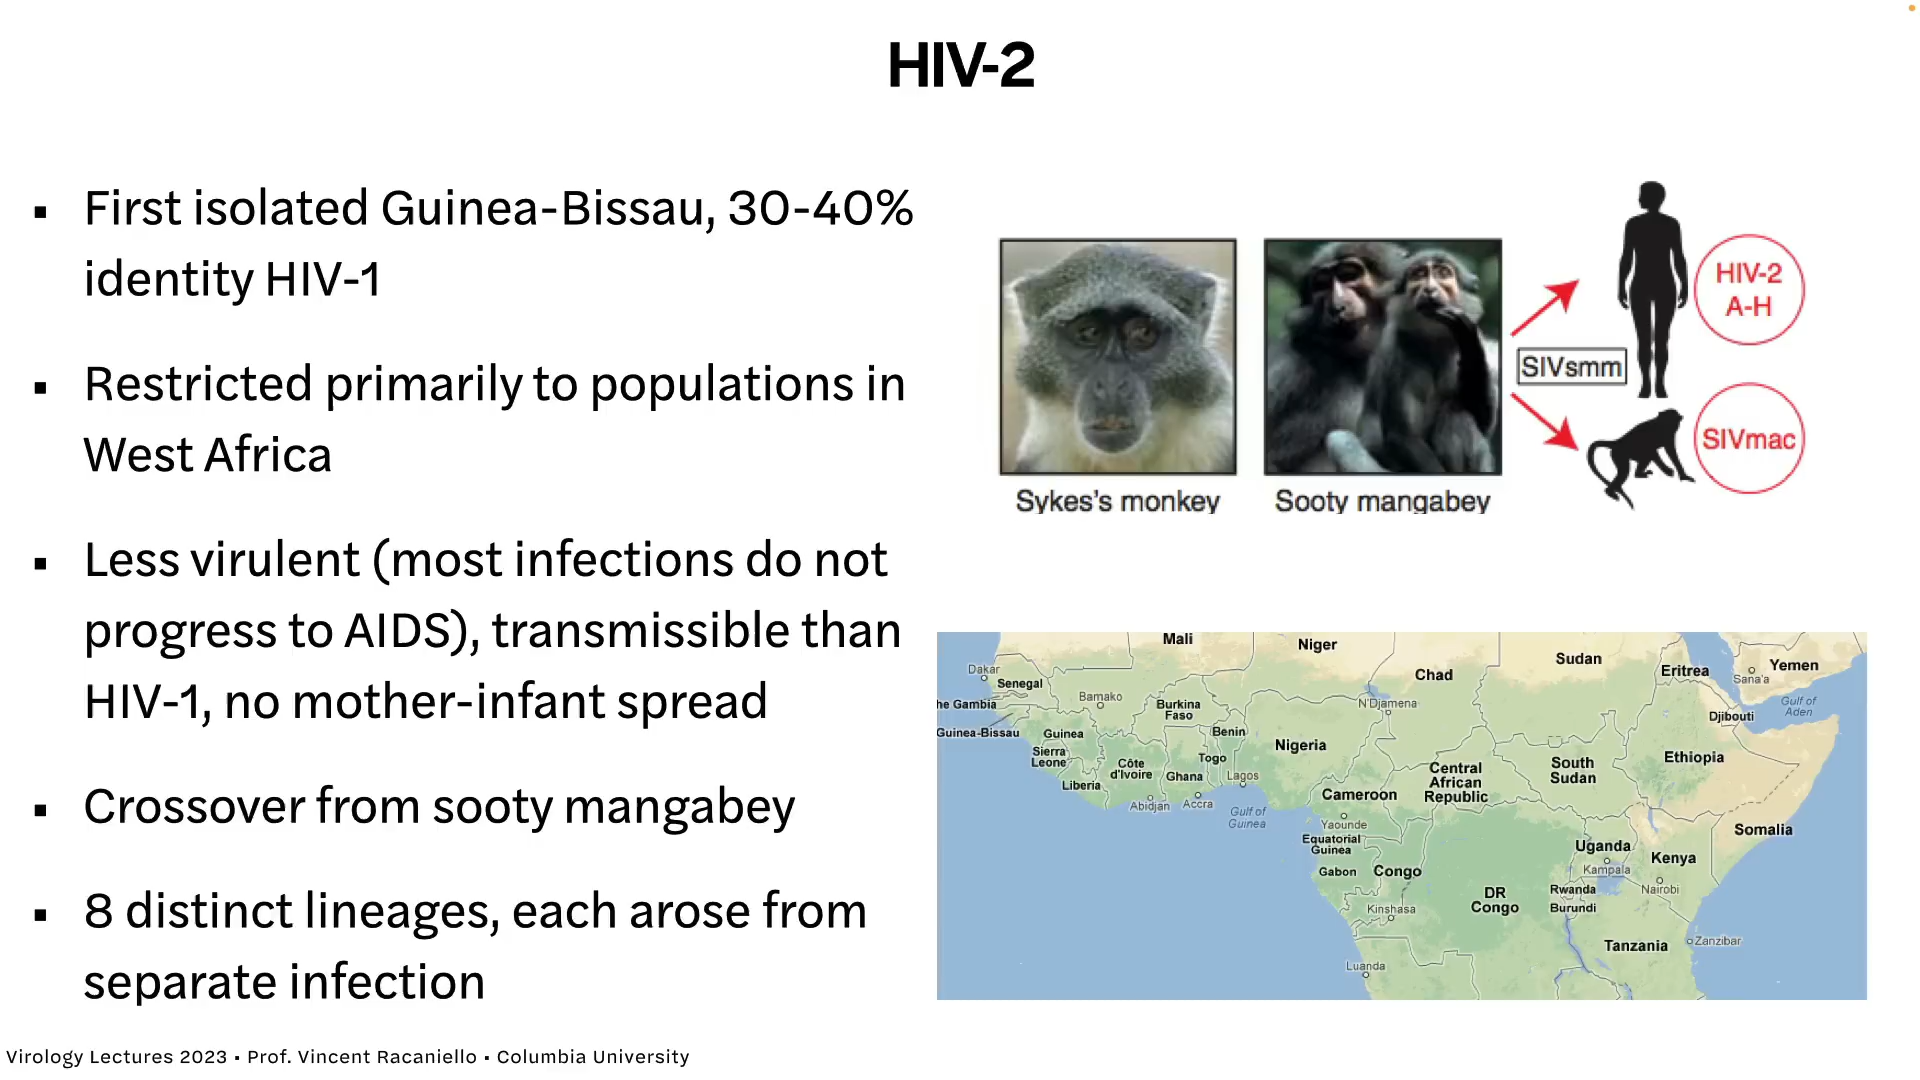 HIV-2
▪ First isolated Guinea-Bissau, 30-40%
identity HIV-1
▪ Restricted primarily to populations in
West Africa
▪ Less virulent (most infections do not
progress to AIDS), transmissible than
HIV-1, no mother-infant spread
▪ Crossover from sooty mangabey
▪ 8 distinct lineages, each arose from
separate infection
Sykes's monkey
Sooty mangabey
SIVsmm
HIV-2
A-H
SIVmac
Mali
Niger
Sudan
Eritrea
Yemen
Sana'a
Dakar
Senegal
Chad
Bamako
he Gambia
Burkina
Faso
N'Djamena
Gulf of
Aden
Djibouti
Guinea-Bissau
Guinea
Benin
Nigeria
Sierra
Leone
Togo
Ethiopia
Côte
d'Ivoire
Ghana
Lagos
Central
African
Republic
South
Sudan
Liberia
Abidjan
Accra
Cameroon
Gulf of
Guinea
Yaounde
Somalia
Equatorial
Guinea
Uganda
Kenya
Gabon
Congo
Kampala
DR
Congo
Rwanda
Nairobi
Kinshasa
Burundi
Tanzania
Zanzibar
Luanda
Virology Lectures 2023 ▪ Prof. Vincent Racaniello ▪ Columbia University